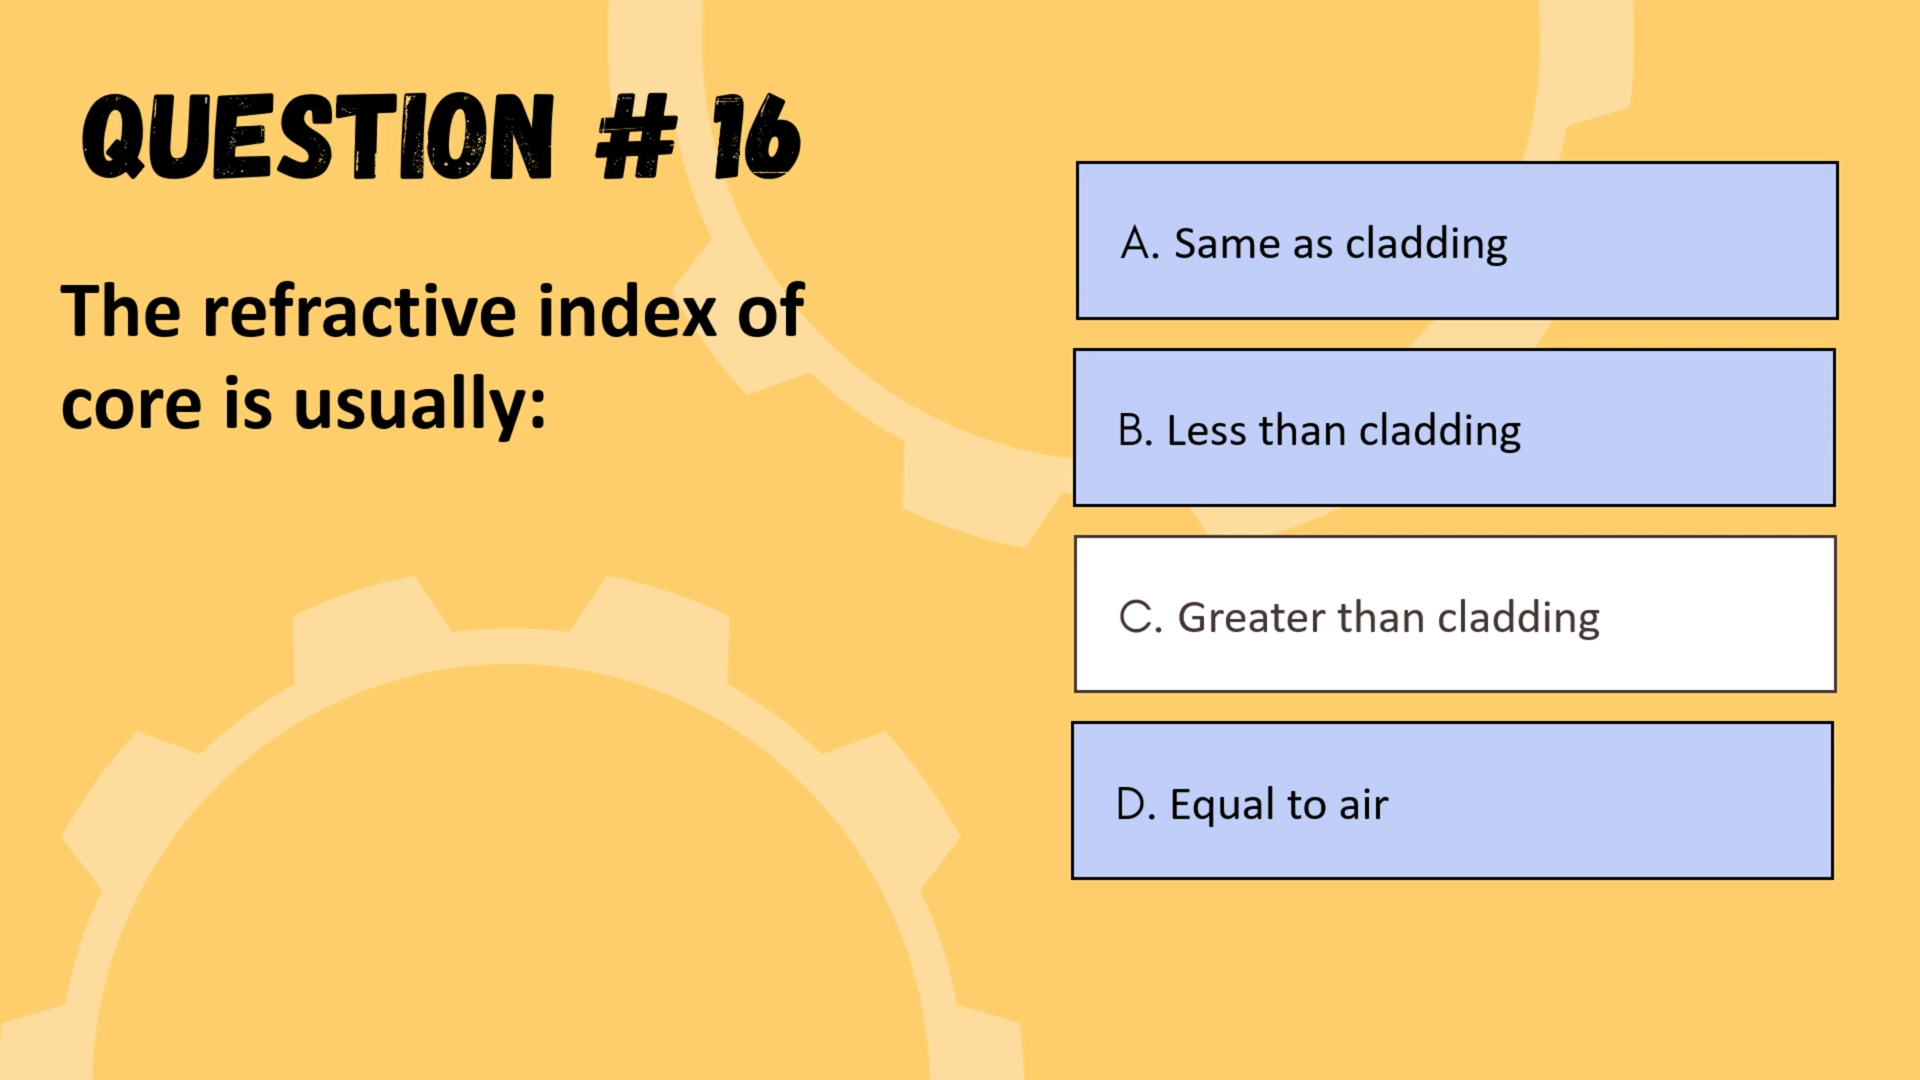 QUESTION # 16
The refractive index of
core is usually:
A. Same as cladding
B. Less than cladding
C. Greater than cladding
D. Equal to air